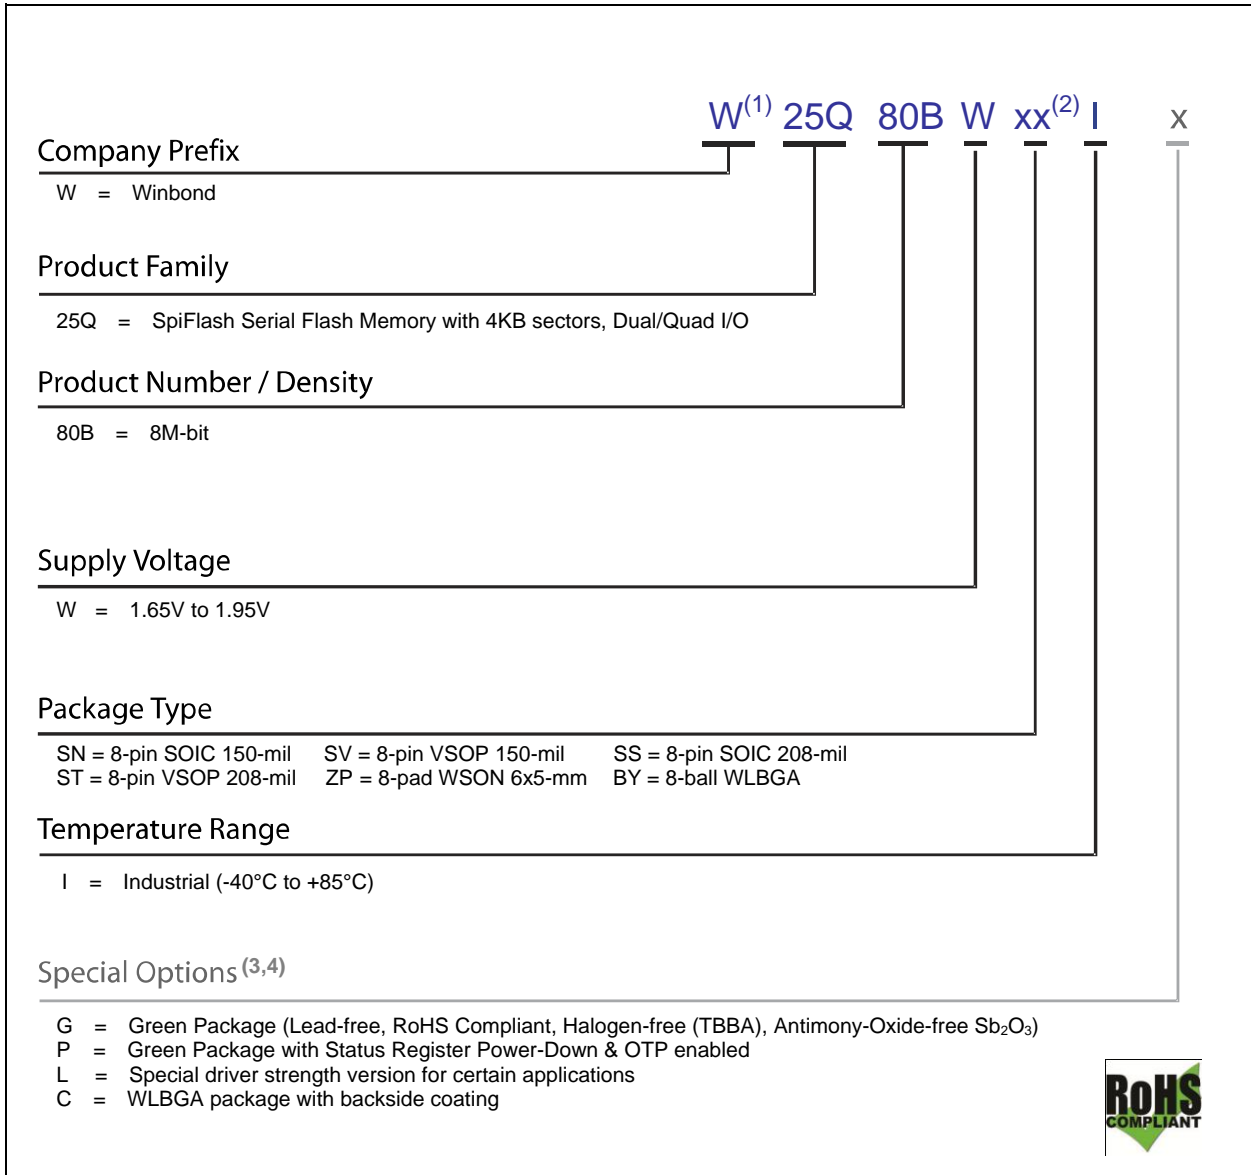 W(1) 25Q 80B W xx(2) I x
Company Prefix
W = Winbond
Product Family
25Q = SpiFlash Serial Flash Memory with 4KB sectors, Dual/Quad I/O
Product Number / Density
80B = 8M-bit
Supply Voltage
W = 1.65V to 1.95V
Package Type
SN = 8-pin SOIC 150-mil SV = 8-pin VSOP 150-mil SS = 8-pin SOIC 208-mil
ST = 8-pin VSOP 208-mil ZP = 8-pad WSON 6x5-mm BY = 8-ball WLBGA
Temperature Range
I = Industrial (-40°C to +85°C)
Special Options (3,4)
G = Green Package (Lead-free, RoHS Compliant, Halogen-free (TBBA), Antimony-Oxide-free Sb₂O₃)
P = Green Package with Status Register Power-Down & OTP enabled
L = Special driver strength version for certain applications
C = WLBGA package with backside coating
RoHS
COMPLIANT